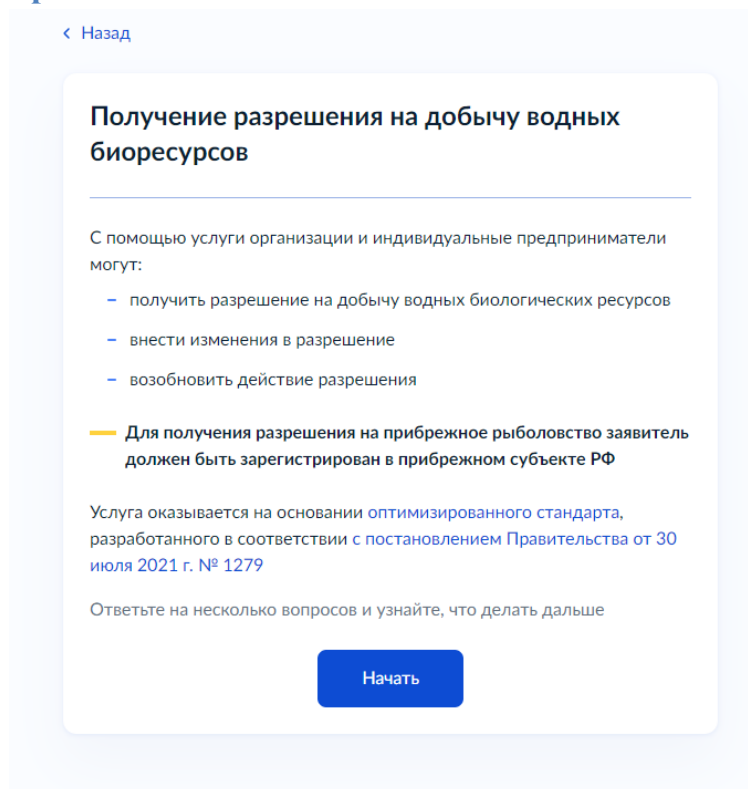 Назад
Получение разрешения на добычу водных
биоресурсов
С помощью услуги организации и индивидуальные предприниматели
могут:
– получить разрешение на добычу водных биологических ресурсов
– внести изменения в разрешение
– возобновить действие разрешения
Для получения разрешения на прибрежное рыболовство заявитель
должен быть зарегистрирован в прибрежном субъекте РФ
Услуга оказывается на основании оптимизированного стандарта,
разработанного в соответствии с постановлением Правительства от 30
июля 2021 г. № 1279
Ответьте на несколько вопросов и узнайте, что делать дальше
Начать